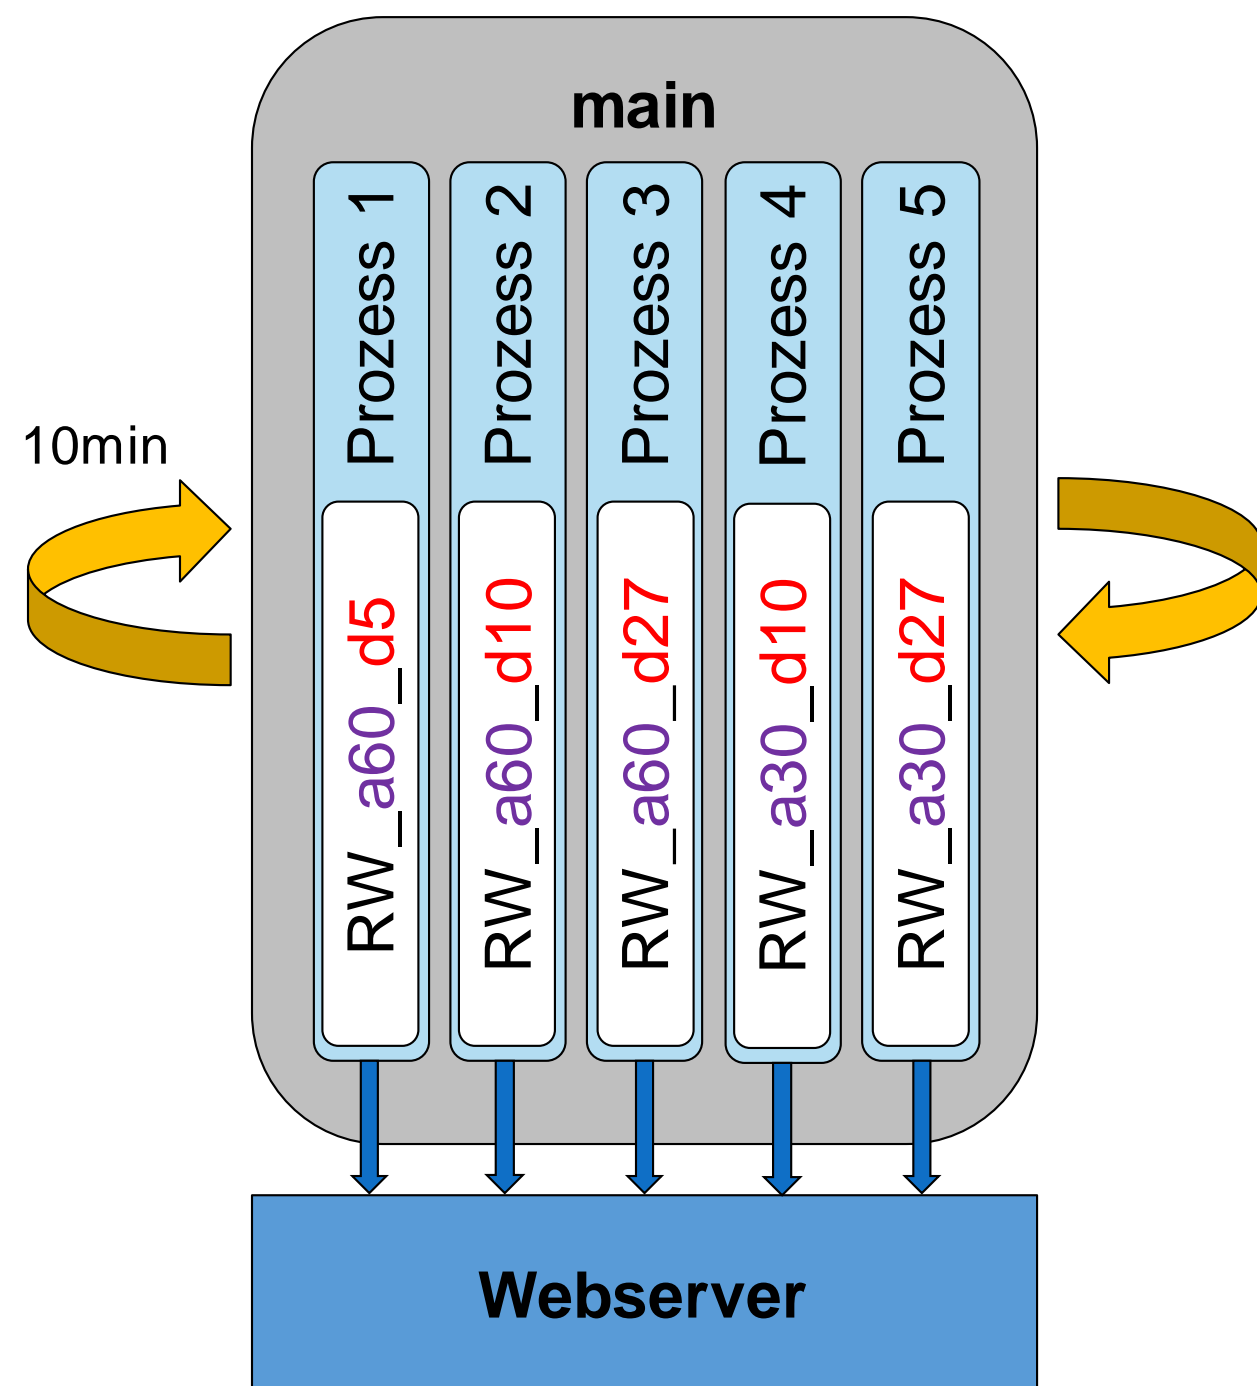 main
10min
Prozess 1
RW_a60_d5
Prozess 2
RW_a60_d10
Prozess 3
RW_a60_d27
Prozess 4
RW_a30_d10
Prozess 5
RW_a30_d27
Webserver